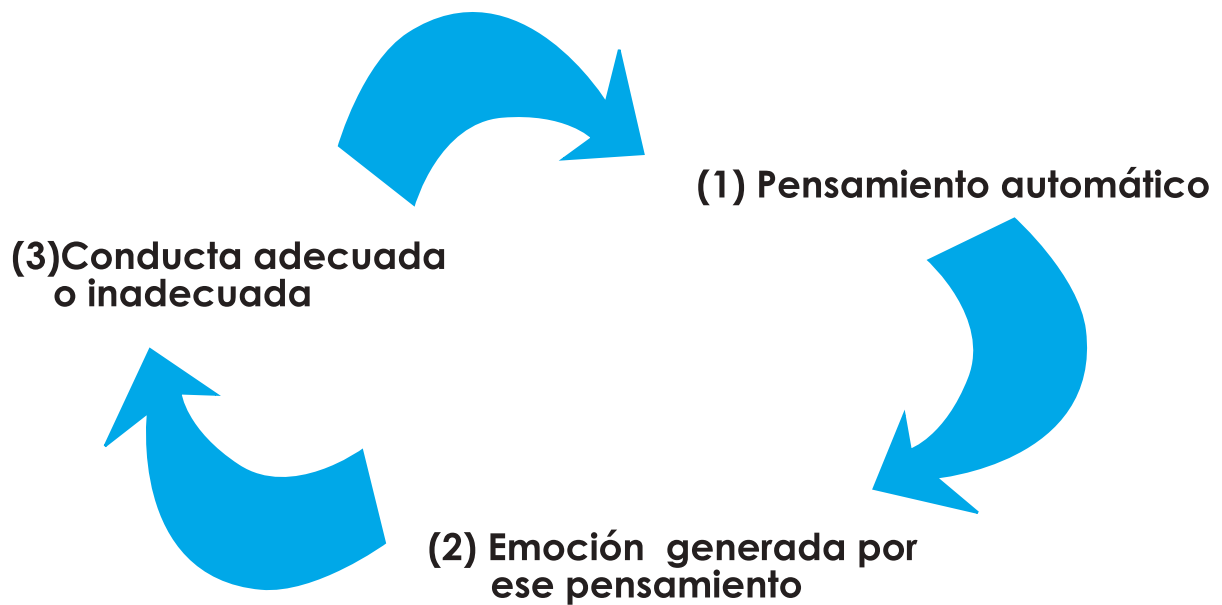 (1) Pensamiento automático
(3)Conducta adecuada
o inadecuada
(2) Emoción generada por
ese pensamiento